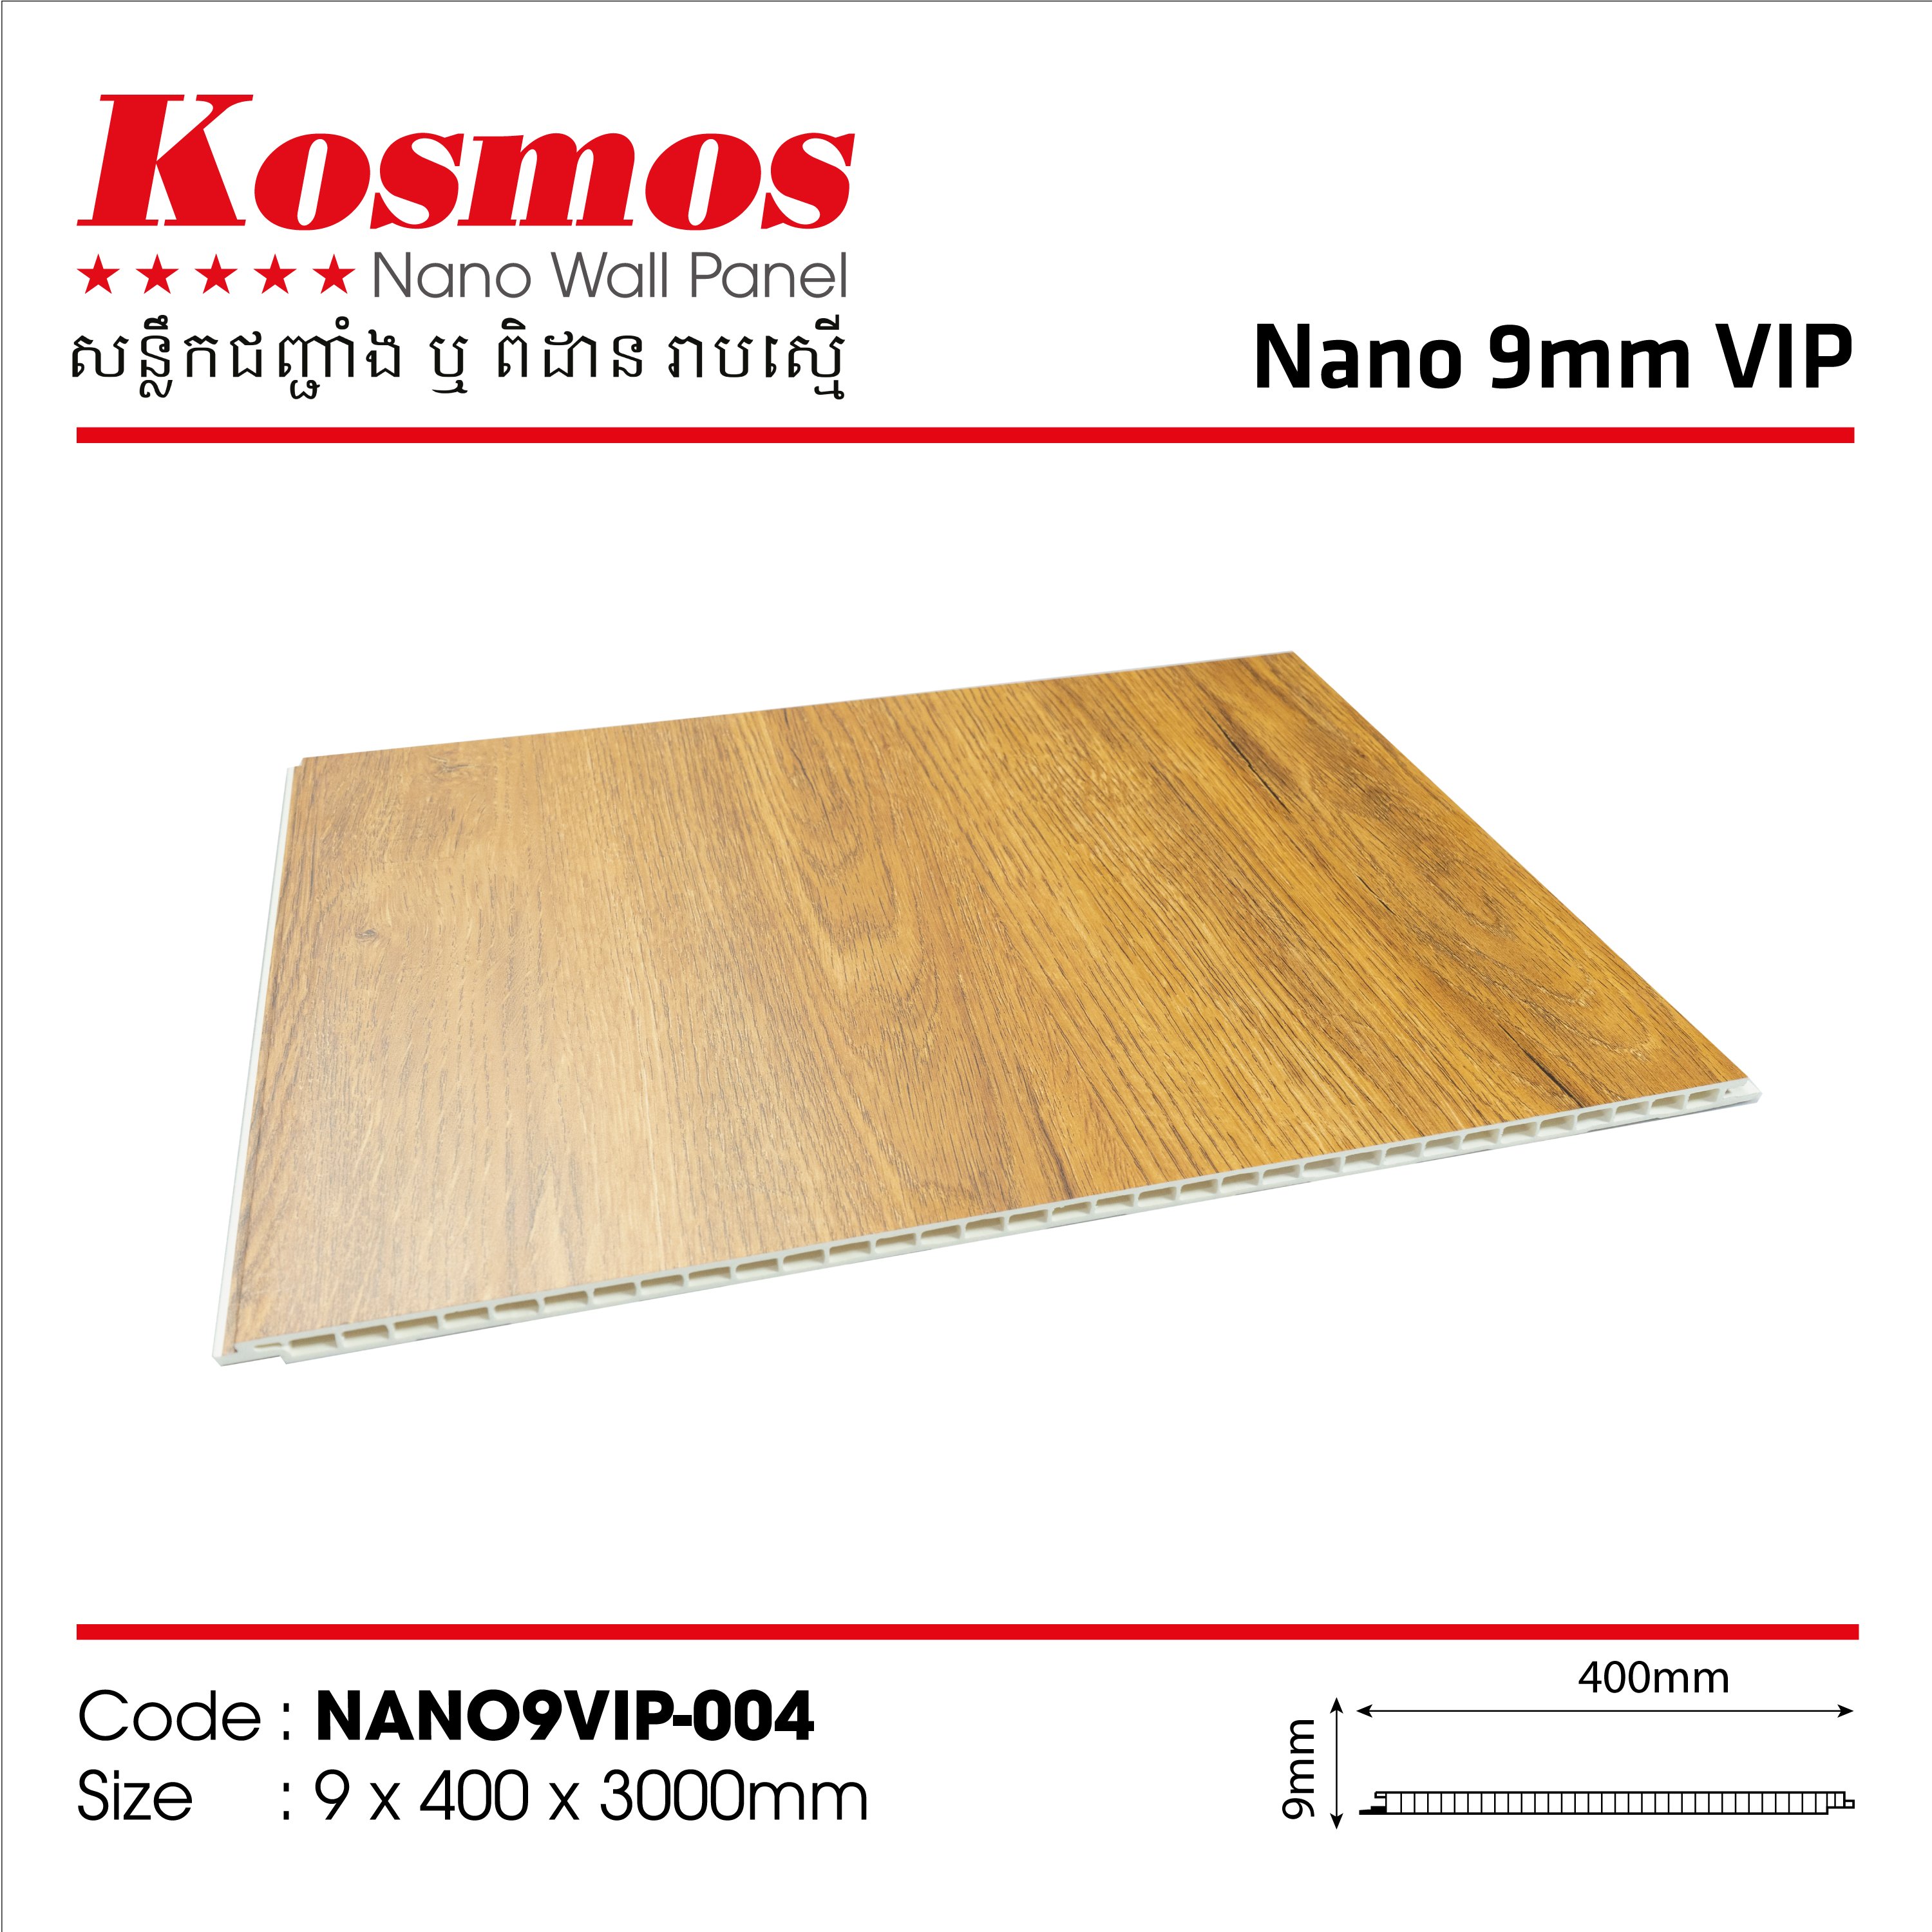 Kosmos
★★★★★ Nano Wall Panel
សន្លឹកជញ្ជាំង ឬ ពិដាន រាបស្មើ
Nano 9mm VIP
Code : NANO9VIP-004
Size : 9 x 400 x 3000mm
400mm
9mm